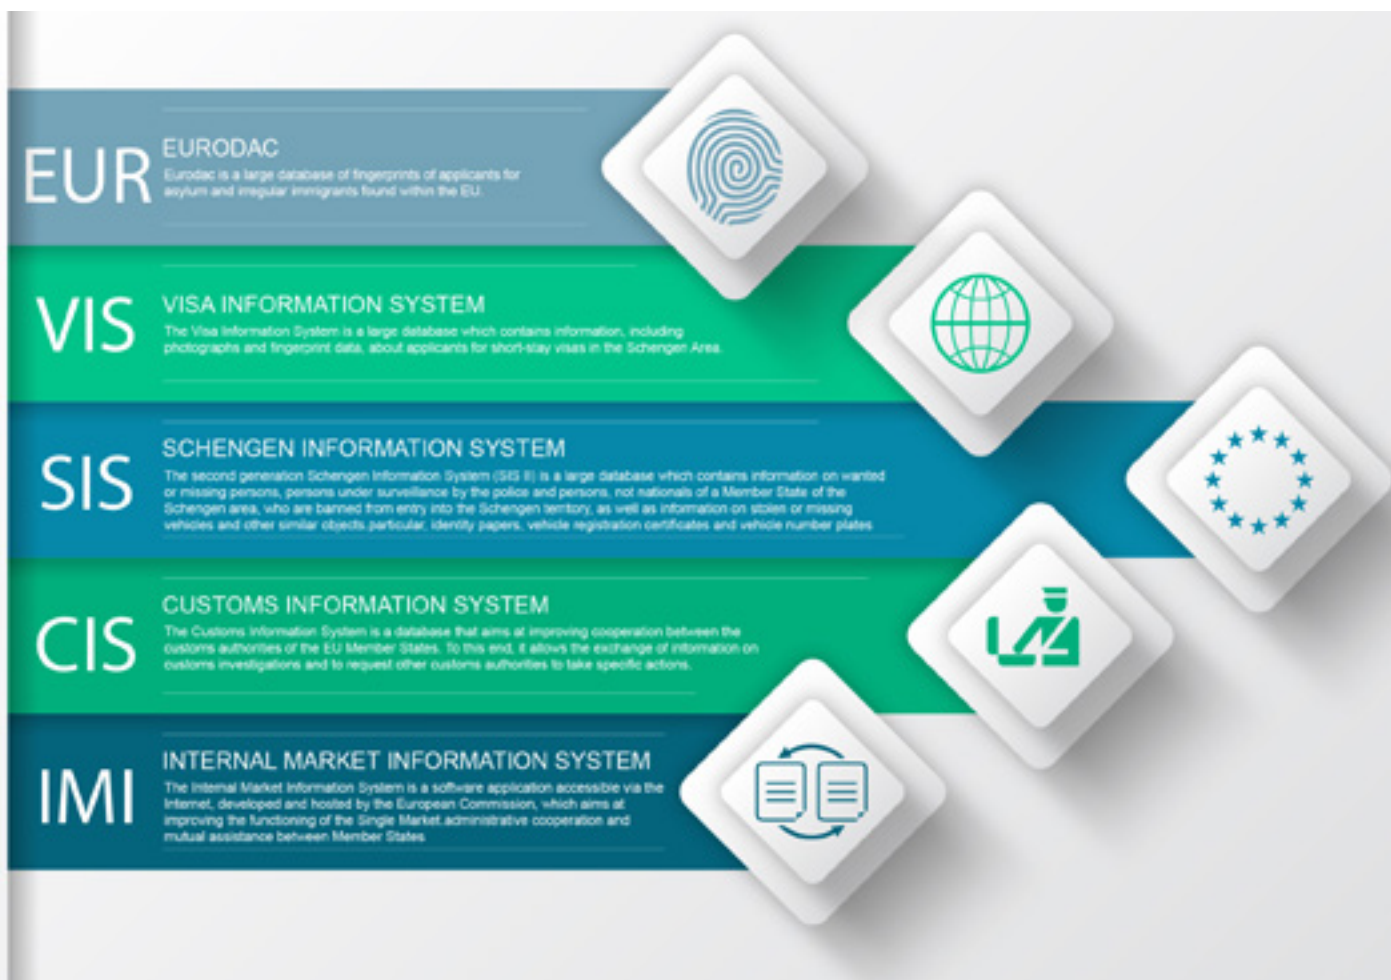 EUR
EURODAC
Eurodac is a large database of fingerprints of applicants for
asylum and irregular immigrants found within the EU.
VIS
VISA INFORMATION SYSTEM
The Visa Information System is a large database which contains information, including
photographs and fingerprint data, about applicants for short-stay visas in the Schengen Area.
SIS
SCHENGEN INFORMATION SYSTEM
The second generation Schengen Information System (SIS II) is a large database which contains information on wanted
or missing persons, persons under surveillance by the police and persons, not nationals of a Member State of the
Schengen area, who are banned from entry into the Schengen territory, as well as information on stolen or missing
vehicles and other similar objects.particular, identity papers, vehicle registration certificates and vehicle number plates
CIS
CUSTOMS INFORMATION SYSTEM
The Customs Information System is a database that aims at improving cooperation between the
customs authorities of the EU Member States. To this end, it allows the exchange of information on
customs investigations and to request other customs authorities to take specific actions.
IMI
INTERNAL MARKET INFORMATION SYSTEM
The Internal Market Information System is a software application accessible via the
Internet, developed and hosted by the European Commission, which aims at
improving the functioning of the Single Market.administrative cooperation and
mutual assistance between Member States